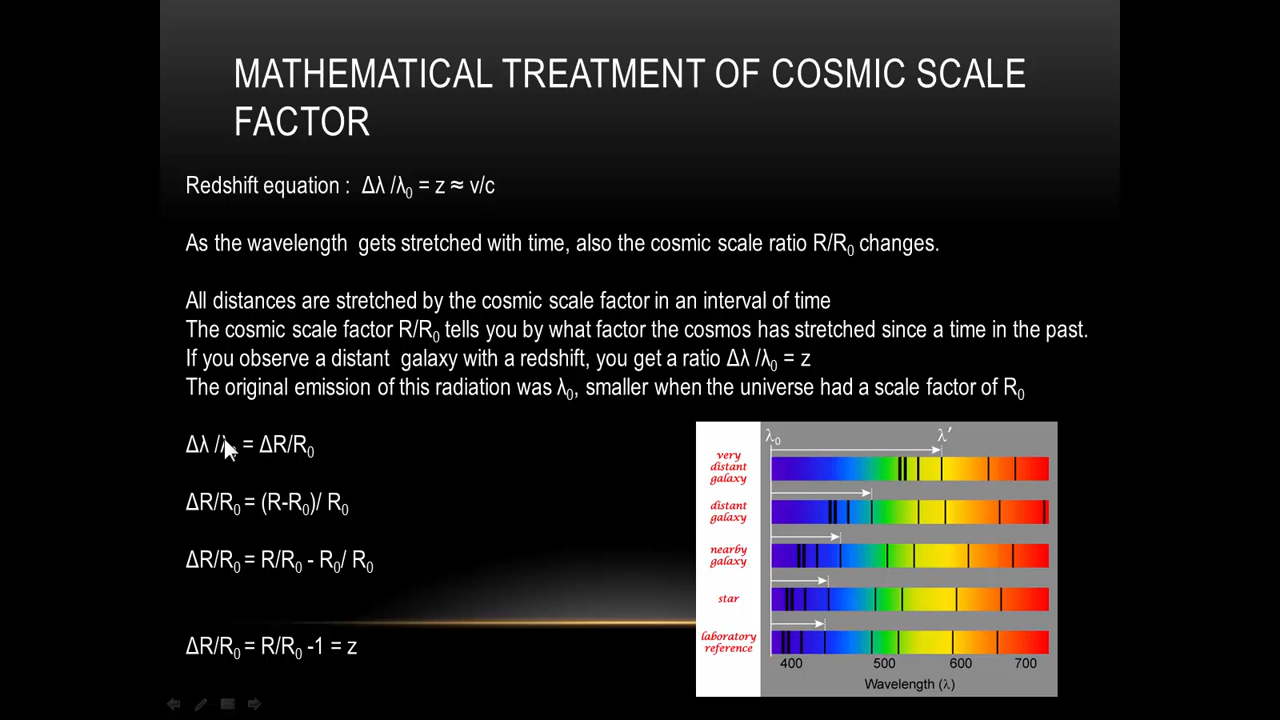 MATHEMATICAL TREATMENT OF COSMIC SCALE
FACTOR
Redshift equation : Δλ /λ₀ = z ≈ v/c
As the wavelength gets stretched with time, also the cosmic scale ratio R/R₀ changes.
All distances are stretched by the cosmic scale factor in an interval of time
The cosmic scale factor R/R₀ tells you by what factor the cosmos has stretched since a time in the past.
If you observe a distant galaxy with a redshift, you get a ratio Δλ /λ₀ = z
The original emission of this radiation was λ₀, smaller when the universe had a scale factor of R₀
Δλ /λ₀ = ΔR/R₀
ΔR/R₀ = (R-R₀)/ R₀
ΔR/R₀ = R/R₀ - R₀/ R₀
ΔR/R₀ = R/R₀ -1 = z
λ₀ λ′
very
distant
galaxy
distant
galaxy
nearby
galaxy
star
laboratory
reference
400 500 600 700
Wavelength (λ)